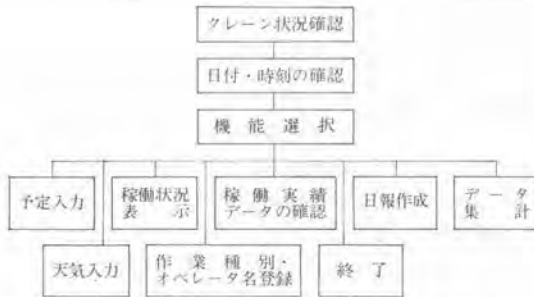 クレーン状況確認
日付・時刻の確認
機能選択
予定入力
稼働状況
表示
稼働実績
データの確認
日報作成
データ
集計
天気入力
作業種別・
オペレータ名登録
終了